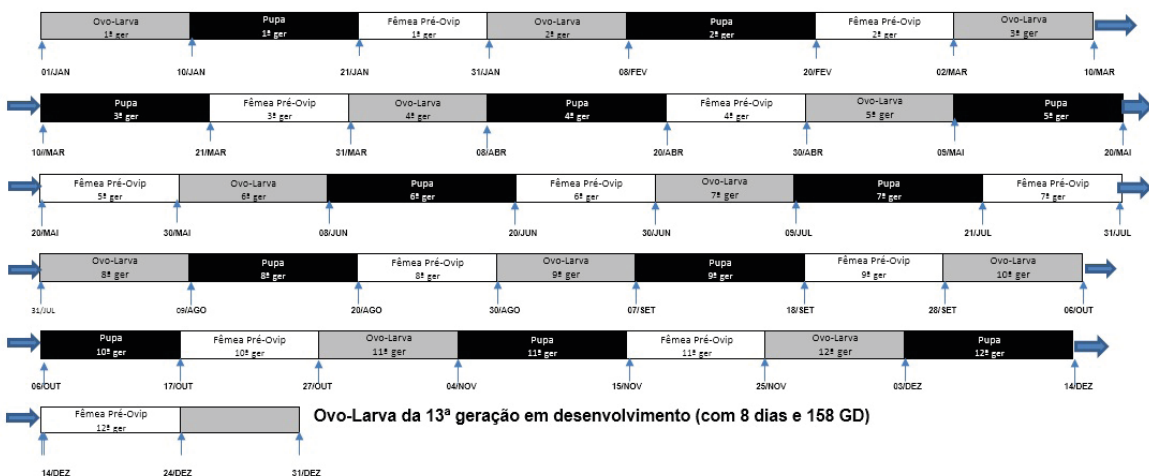 Ovo-Larva Pupa Fêmea Pré-Ovip Ovo-Larva Pupa Fêmea Pré-Ovip Ovo-Larva
1ª ger 1ª ger 1ª ger 2ª ger 2ª ger 2ª ger 3ª ger
01/JAN 10/JAN 21/JAN 31/JAN 08/FEV 20/FEV 02/MAR 10/MAR
Pupa Fêmea Pré-Ovip Ovo-Larva Pupa Fêmea Pré-Ovip Ovo-Larva Pupa
3ª ger 3ª ger 4ª ger 4ª ger 4ª ger 5ª ger 5ª ger
10//MAR 21/MAR 31/MAR 08/ABR 20/ABR 30/ABR 09/MAI 20/MAI
Fêmea Pré-Ovip Ovo-Larva Pupa Fêmea Pré-Ovip Ovo-Larva Pupa Fêmea Pré-Ovip
5ª ger 6ª ger 6ª ger 6ª ger 7ª ger 7ª ger 7ª ger
20/MAI 30/MAI 08/JUN 20/JUN 30/JUN 09/JUL 21/JUL 31/JUL
Ovo-Larva Pupa Fêmea Pré-Ovip Ovo-Larva Pupa Fêmea Pré-Ovip Ovo-Larva
8ª ger 8ª ger 8ª ger 9ª ger 9ª ger 9ª ger 10ª ger
31/JUL 09/AGO 20/AGO 30/AGO 07/SET 18/SET 28/SET 06/OUT
Pupa Fêmea Pré-Ovip Ovo-Larva Pupa Fêmea Pré-Ovip Ovo-Larva Pupa
10ª ger 10ª ger 11ª ger 11ª ger 11ª ger 12ª ger 12ª ger
06/OUT 17/OUT 27/OUT 04/NOV 15/NOV 25/NOV 03/DEZ 14/DEZ
Fêmea Pré-Ovip
12ª ger
Ovo-Larva da 13ª geração em desenvolvimento (com 8 dias e 158 GD)
14/DEZ 24/DEZ 31/DEZ